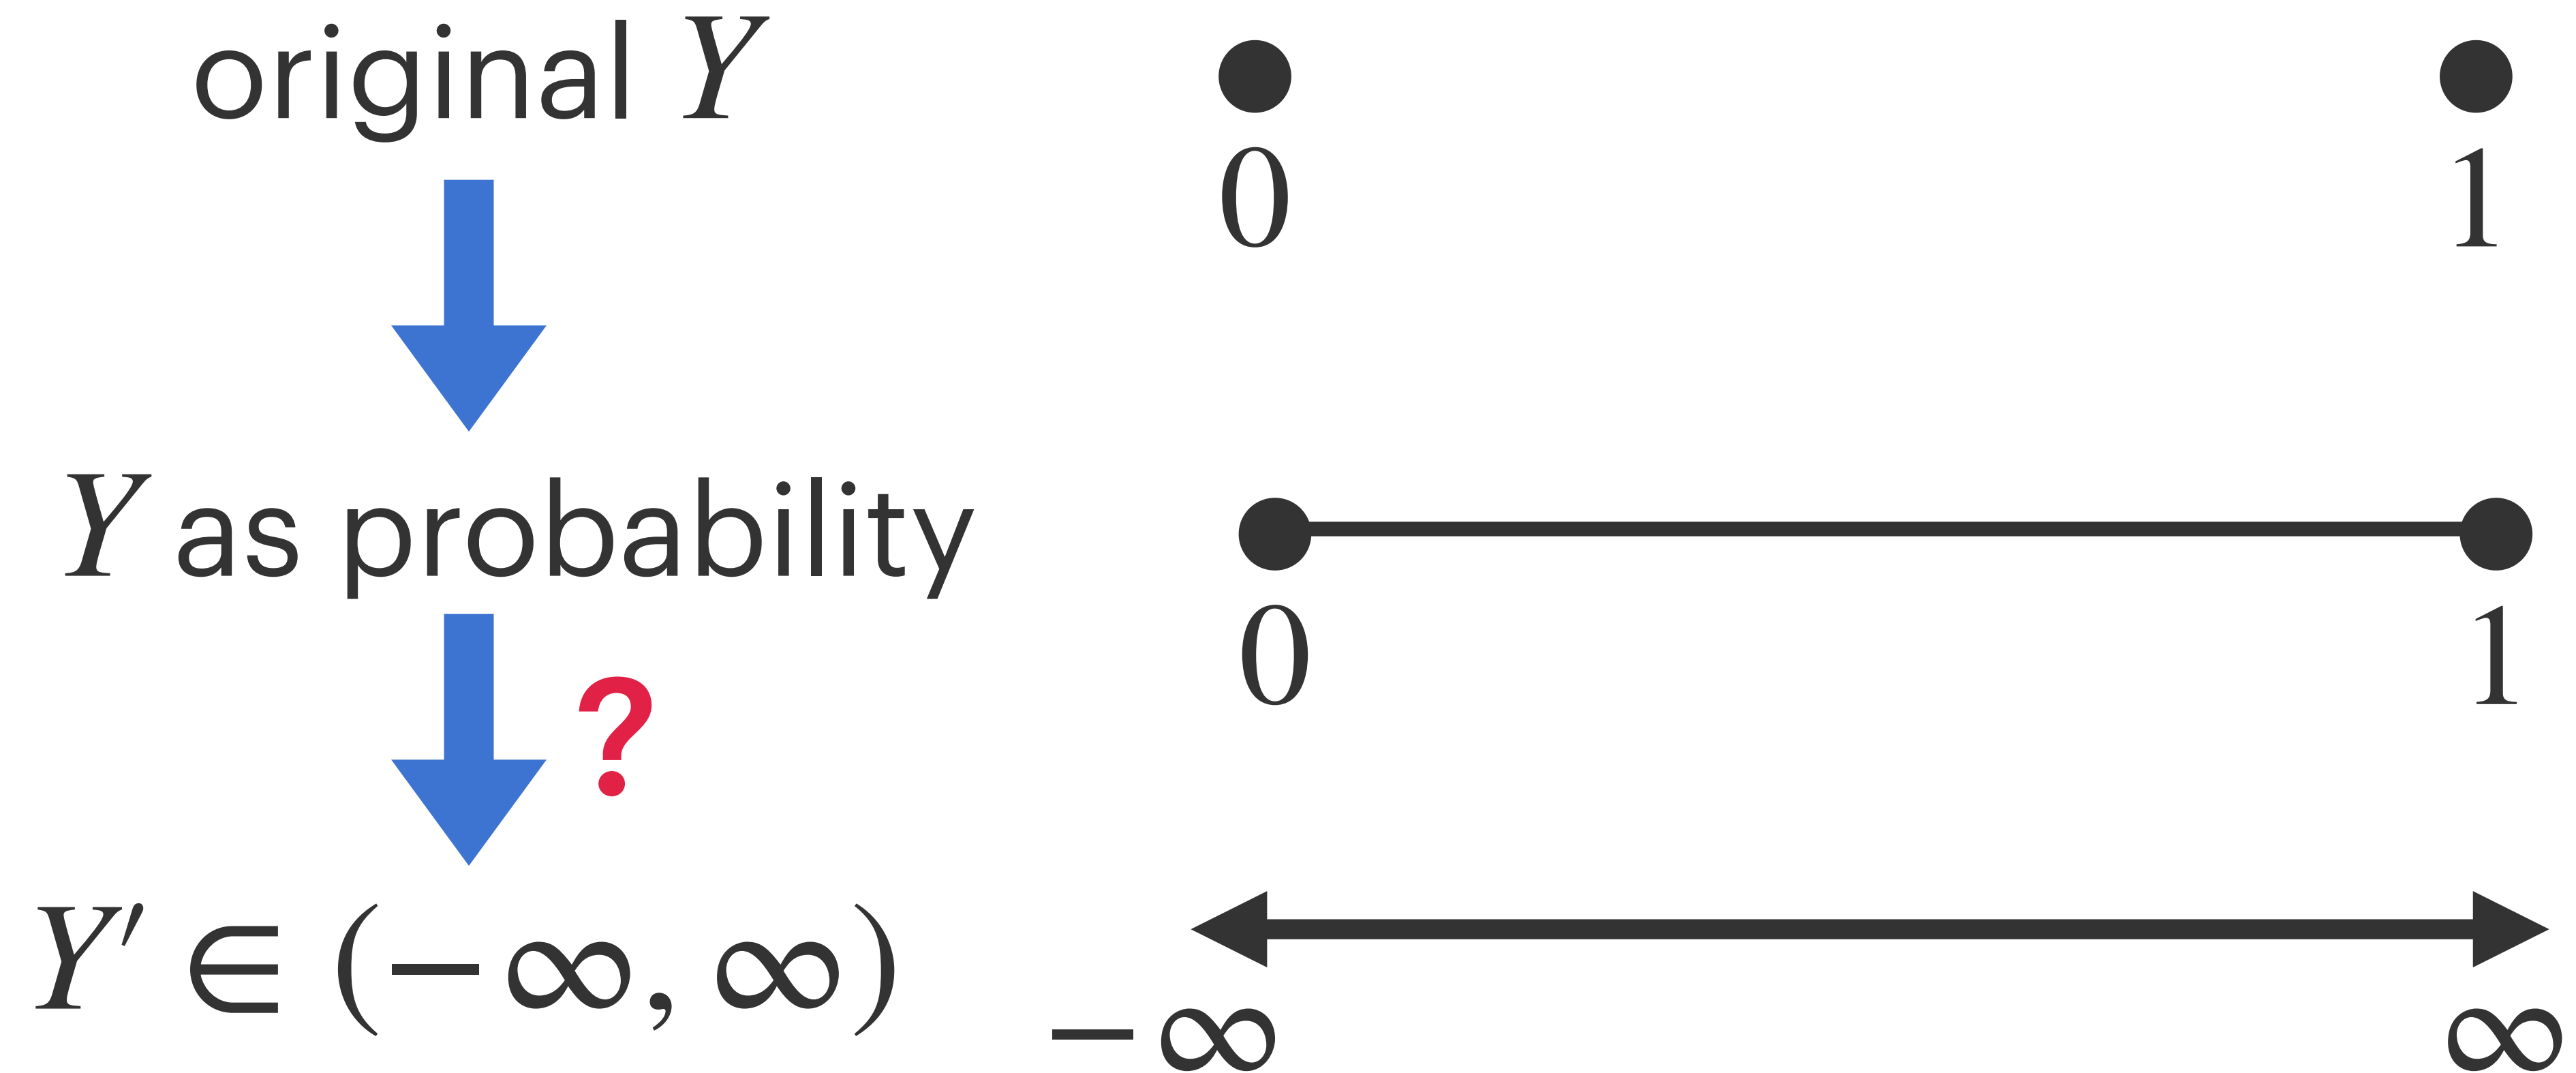 original Y
0 1
Y as probability
0 1
?
Y′ ∈ (−∞, ∞)
−∞ ∞